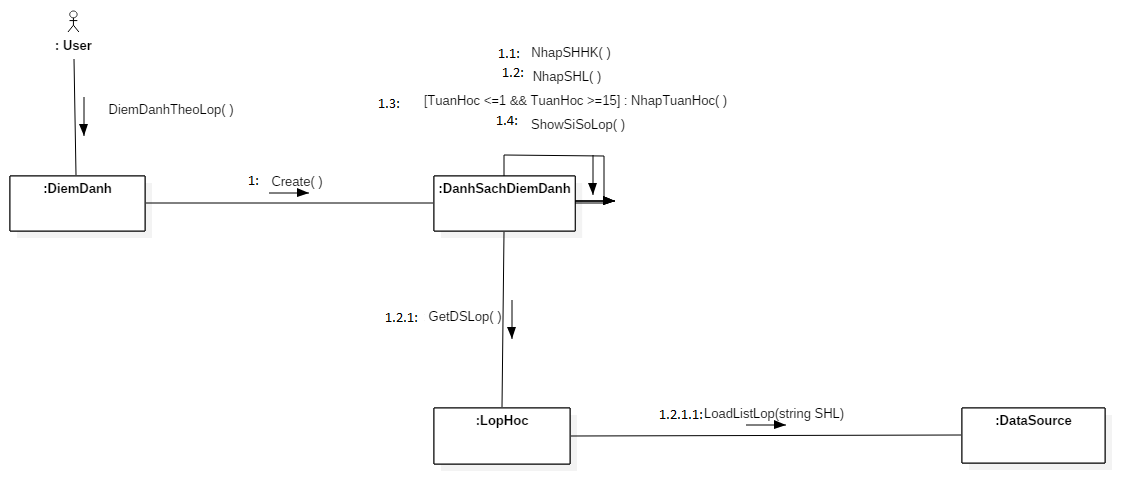 : User
1.1: NhapSHHK( )
1.2: NhapSHL( )
1.3: [TuanHoc <=1 && TuanHoc >=15] : NhapTuanHoc( )
1.4: ShowSiSoLop( )
DiemDanhTheoLop( )
:DiemDanh
1: Create( )
:DanhSachDiemDanh
1.2.1: GetDSLop( )
:LopHoc
1.2.1.1:LoadListLop(string SHL)
:DataSource